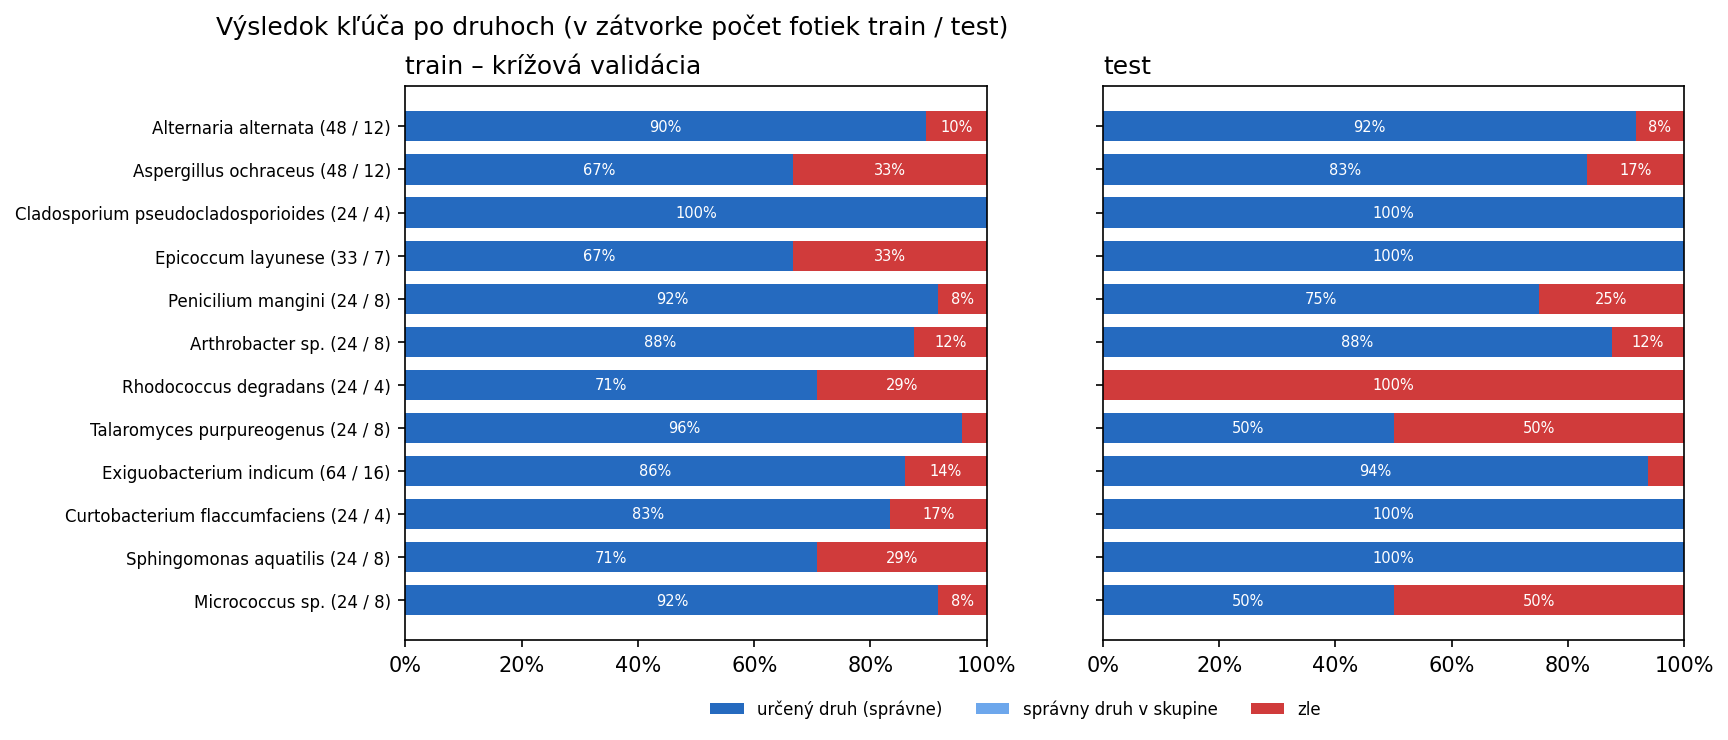 Výsledok kľúča po druhoch (v zátvorke počet fotiek train / test)
train – krížová validácia
test
Alternaria alternata (48 / 12) 90% 10% 92% 8%
Aspergillus ochraceus (48 / 12) 67% 33% 83% 17%
Cladosporium pseudocladosporioides (24 / 4) 100% 100%
Epicoccum layunese (33 / 7) 67% 33% 100%
Penicilium mangini (24 / 8) 92% 8% 75% 25%
Arthrobacter sp. (24 / 8) 88% 12% 88% 12%
Rhodococcus degradans (24 / 4) 71% 29% 100%
Talaromyces purpureogenus (24 / 8) 96% 50% 50%
Exiguobacterium indicum (64 / 16) 86% 14% 94%
Curtobacterium flaccumfaciens (24 / 4) 83% 17% 100%
Sphingomonas aquatilis (24 / 8) 71% 29% 100%
Micrococcus sp. (24 / 8) 92% 8% 50% 50%
0% 20% 40% 60% 80% 100% 0% 20% 40% 60% 80% 100%
určený druh (správne) správny druh v skupine zle